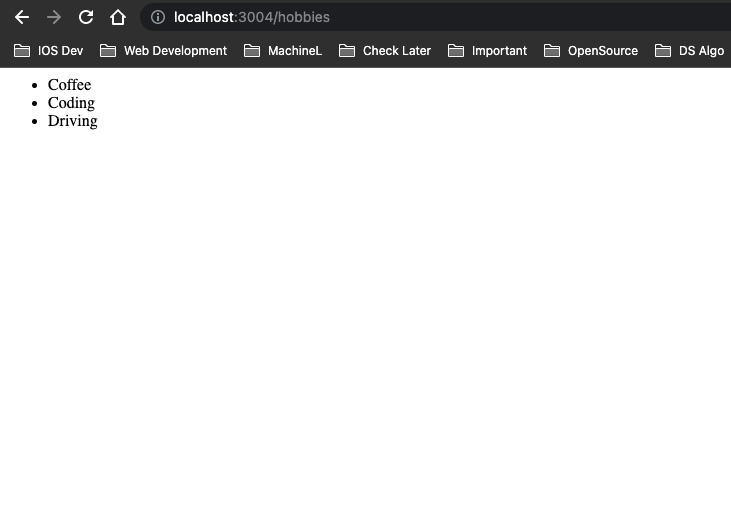 localhost:3004/hobbies
IOS Dev Web Development MachineL Check Later Important OpenSource DS Algo
Coffee
Coding
Driving